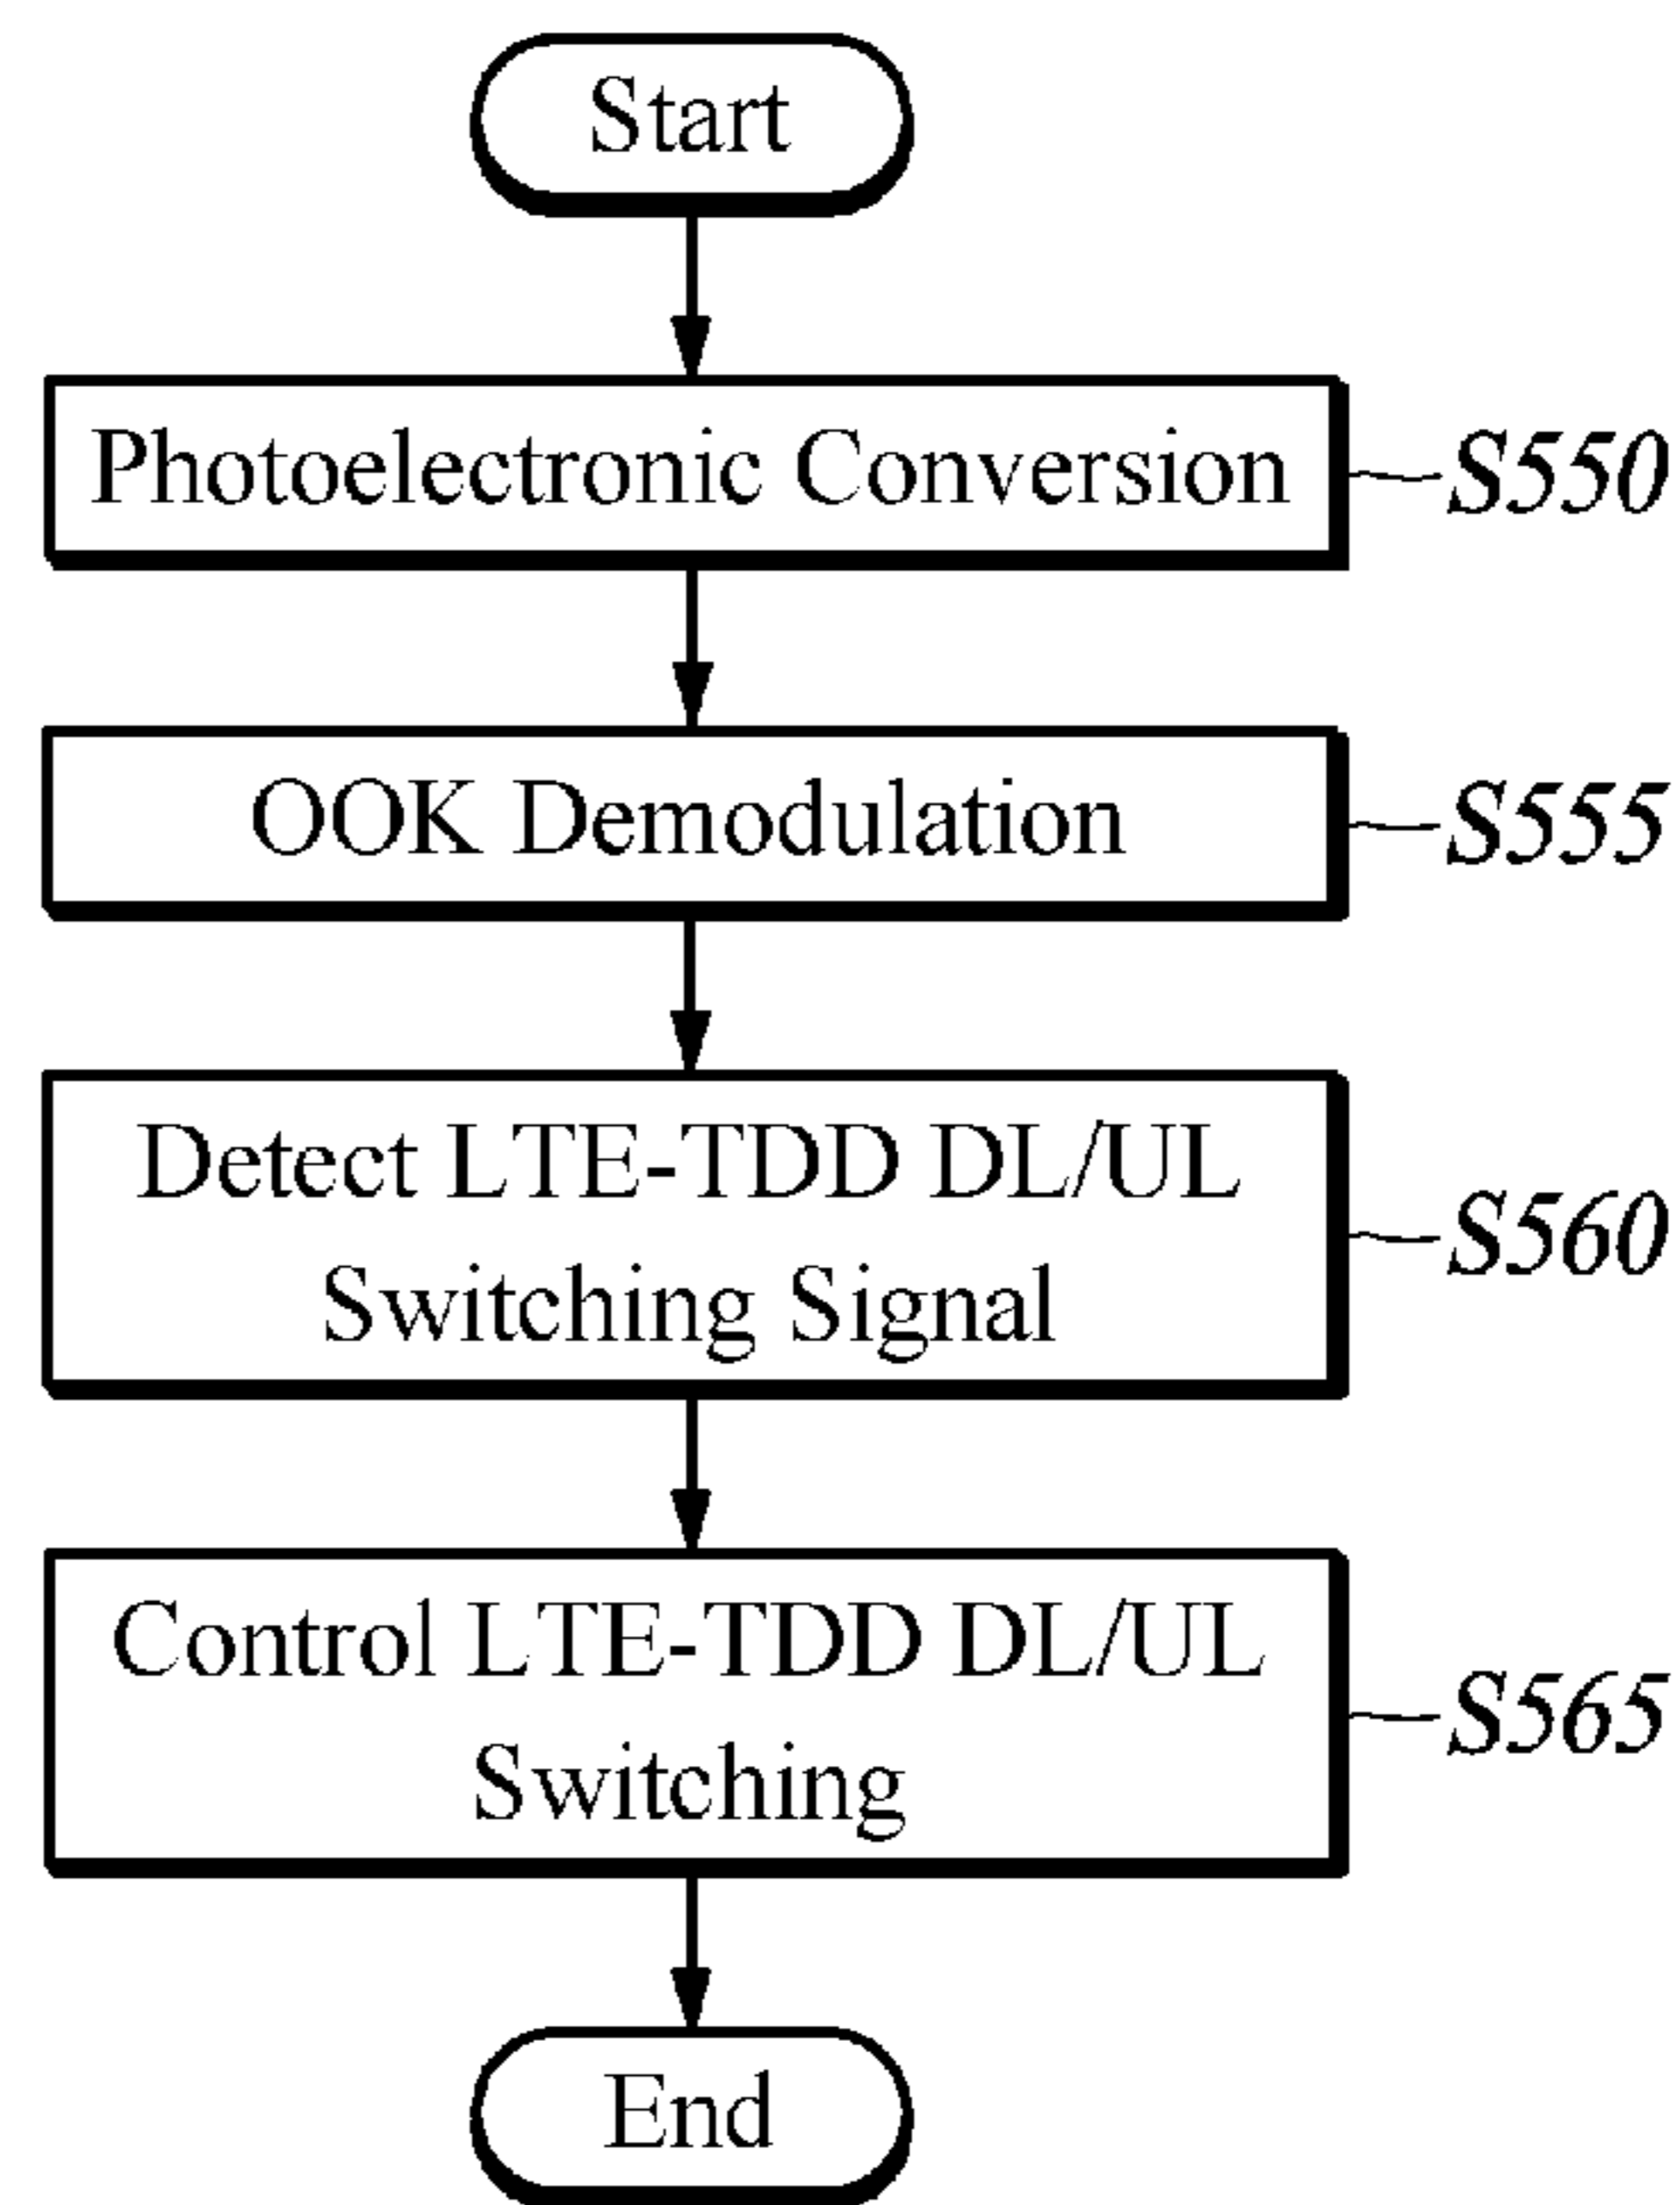 Start
Photoelectronic Conversion
S550
OOK Demodulation
S555
Detect LTE-TDD DL/UL
Switching Signal
S560
Control LTE-TDD DL/UL
Switching
S565
End